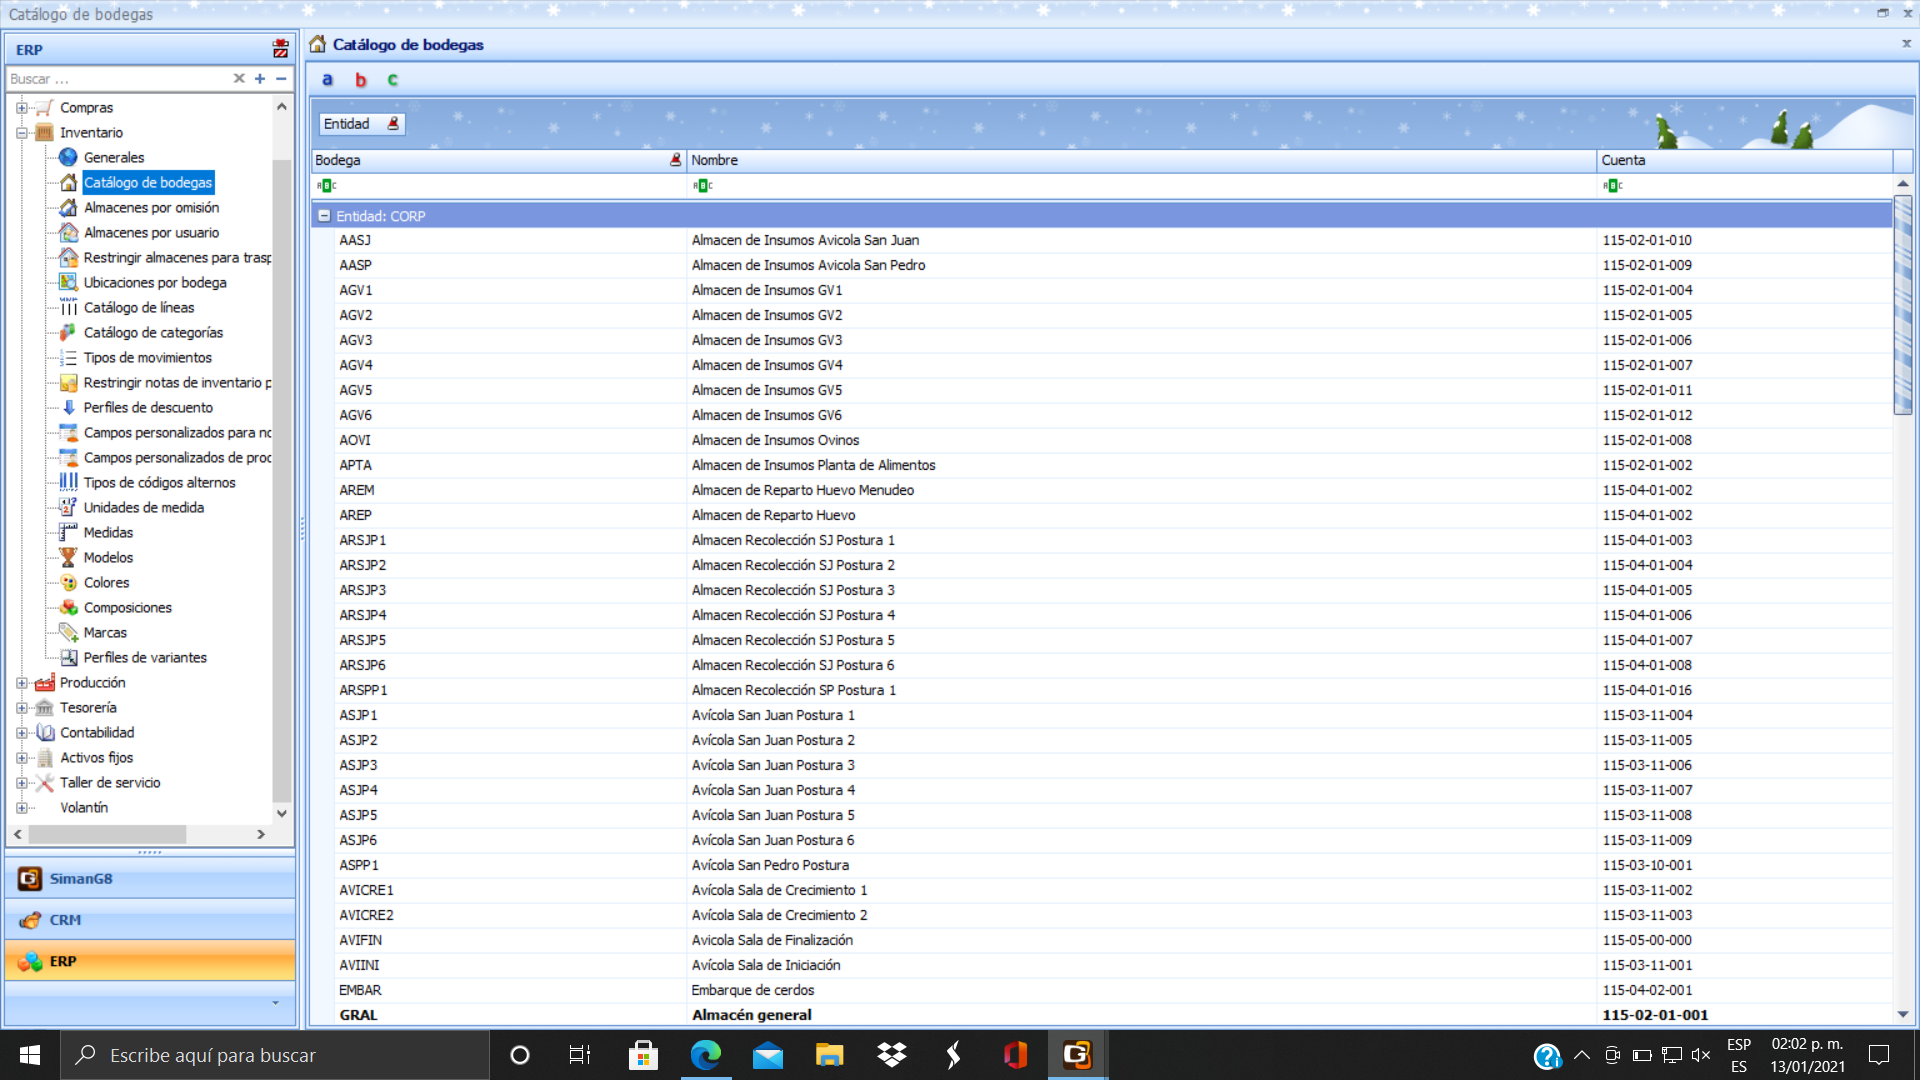 Catálogo de bodegas
ERP
Catálogo de bodegas
Buscar ...
a b c
Compras
Inventario
Generales
Catálogo de bodegas
Almacenes por omisión
Almacenes por usuario
Restringir almacenes para trasp
Ubicaciones por bodega
Catálogo de líneas
Catálogo de categorías
Tipos de movimientos
Restringir notas de inventario p
Perfiles de descuento
Campos personalizados para no
Campos personalizados de proc
Tipos de códigos alternos
Unidades de medida
Medidas
Modelos
Colores
Composiciones
Marcas
Perfiles de variantes
Producción
Tesorería
Contabilidad
Activos fijos
Taller de servicio
Volantín
SimanG8
CRM
ERP
Entidad
Bodega Nombre Cuenta
Entidad: CORP
AASJ Almacen de Insumos Avicola San Juan 115-02-01-010
AASP Almacen de Insumos Avicola San Pedro 115-02-01-009
AGV1 Almacen de Insumos GV1 115-02-01-004
AGV2 Almacen de Insumos GV2 115-02-01-005
AGV3 Almacen de Insumos GV3 115-02-01-006
AGV4 Almacen de Insumos GV4 115-02-01-007
AGV5 Almacen de Insumos GV5 115-02-01-011
AGV6 Almacen de Insumos GV6 115-02-01-012
AOVI Almacen de Insumos Ovinos 115-02-01-008
APTA Almacen de Insumos Planta de Alimentos 115-02-01-002
AREM Almacen de Reparto Huevo Menudeo 115-04-01-002
AREP Almacen de Reparto Huevo 115-04-01-002
ARSJP1 Almacen Recolección SJ Postura 1 115-04-01-003
ARSJP2 Almacen Recolección SJ Postura 2 115-04-01-004
ARSJP3 Almacen Recolección SJ Postura 3 115-04-01-005
ARSJP4 Almacen Recolección SJ Postura 4 115-04-01-006
ARSJP5 Almacen Recolección SJ Postura 5 115-04-01-007
ARSJP6 Almacen Recolección SJ Postura 6 115-04-01-008
ARSPP1 Almacen Recolección SP Postura 1 115-04-01-016
ASJP1 Avícola San Juan Postura 1 115-03-11-004
ASJP2 Avícola San Juan Postura 2 115-03-11-005
ASJP3 Avícola San Juan Postura 3 115-03-11-006
ASJP4 Avícola San Juan Postura 4 115-03-11-007
ASJP5 Avícola San Juan Postura 5 115-03-11-008
ASJP6 Avícola San Juan Postura 6 115-03-11-009
ASPP1 Avícola San Pedro Postura 115-03-10-001
AVICRE1 Avícola Sala de Crecimiento 1 115-03-11-002
AVICRE2 Avícola Sala de Crecimiento 2 115-03-11-003
AVIFIN Avicola Sala de Finalización 115-05-00-000
AVIINI Avícola Sala de Iniciación 115-03-11-001
EMBAR Embarque de cerdos 115-04-02-001
GRAL Almacén general 115-02-01-001
Escribe aquí para buscar
ESP
ES
02:02 p. m.
13/01/2021